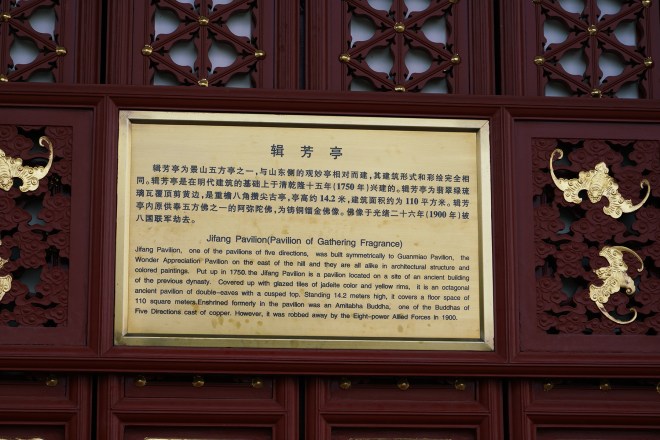 辑芳亭
辑芳亭为景山五方亭之一，与山东侧的观妙亭相对而建，其建筑形式和彩绘完全相
同。辑芳亭是在明代建筑的基础上于清乾隆十五年(1750年)兴建的。辑芳亭为翡翠绿琉
璃瓦覆顶剪黄边，是重檐八角攒尖古亭，亭高约14.2米，建筑面积约为110平方米。辑芳
亭内原供奉五方佛之一的阿弥陀佛，为铸铜镏金佛像。佛像于光绪二十六年(1900年)被
八国联军劫去。
Jifang Pavilion(Pavilion of Gathering Fragrance)
Jifang Pavilion, one of the pavilions of five directions, was built symmetrically to Guanmiao Pavilion, the
Wonder Appreciation Pavilion on the east of the hill and they are all alike in architectural structure and
colored paintings. Put up in 1750.the Jifang Pavilion is a pavilion located on a site of an ancient building
of the previous dynasty. Covered up with glazed tiles of jadeite color and yellow rims, it is an octagonal
ancient pavilion of double-eaves with a cusped top. Standing 14.2 meters high, it covers a floor space of
110 square meters.Enshrined formerly in the pavilion was an Amitabha Buddha, one of the Buddhas of
Five Directions cast of copper. However, it was robbed away by the Eight-power Allied Forces in 1900.